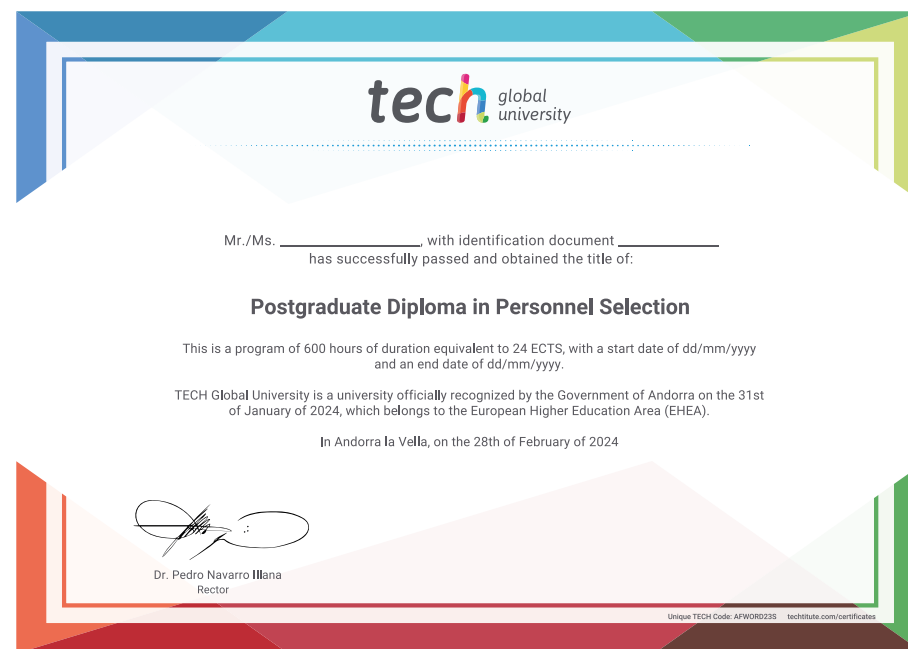 tech global university
Mr./Ms. ____________________, with identification document ______________
has successfully passed and obtained the title of:
Postgraduate Diploma in Personnel Selection
This is a program of 600 hours of duration equivalent to 24 ECTS, with a start date of dd/mm/yyyy
and an end date of dd/mm/yyyy.
TECH Global University is a university officially recognized by the Government of Andorra on the 31st
of January of 2024, which belongs to the European Higher Education Area (EHEA).
In Andorra la Vella, on the 28th of February of 2024
Dr. Pedro Navarro Illana
Rector
Unique TECH Code: AFWORD23S techtitute.com/certificates